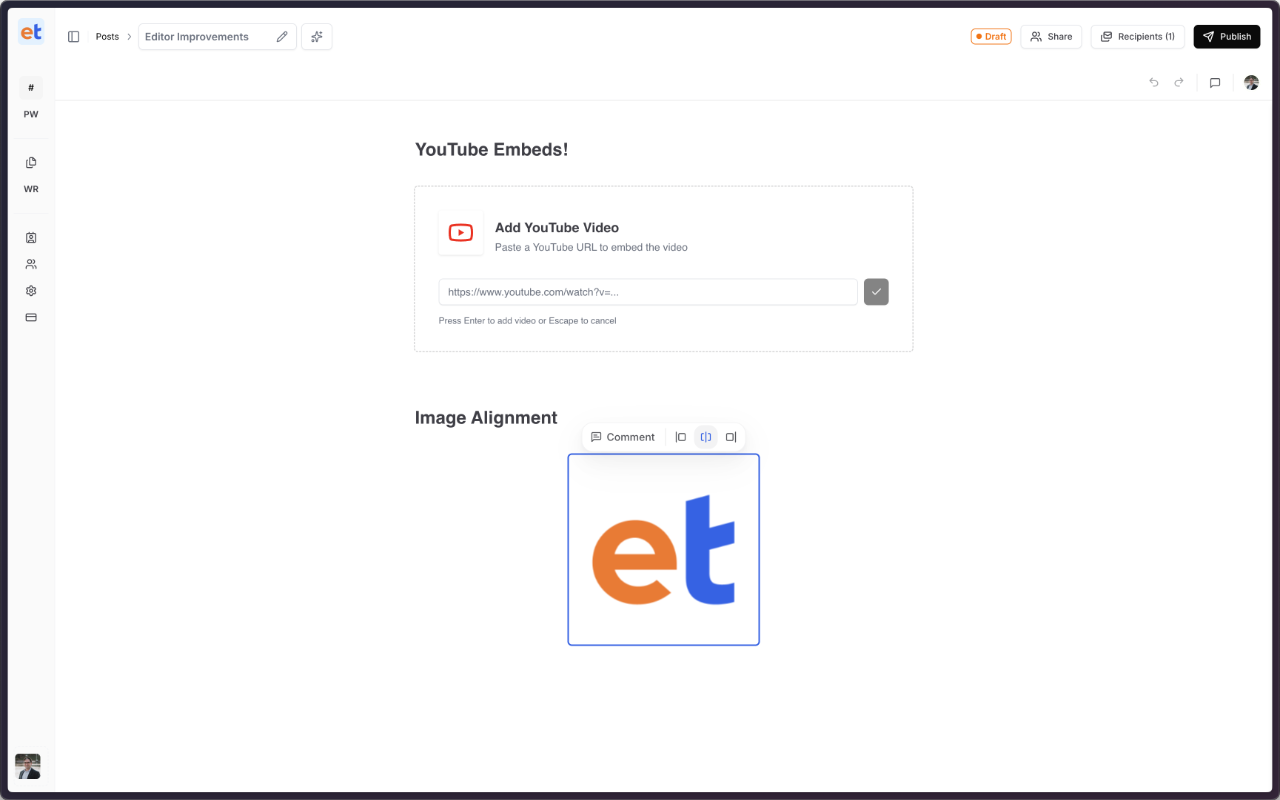 et
Posts
Editor Improvements
Draft
Share
Recipients (1)
Publish
#
PW
WR
YouTube Embeds!
Add YouTube Video
Paste a YouTube URL to embed the video
https://www.youtube.com/watch?v=...
Press Enter to add video or Escape to cancel
Image Alignment
Comment
et